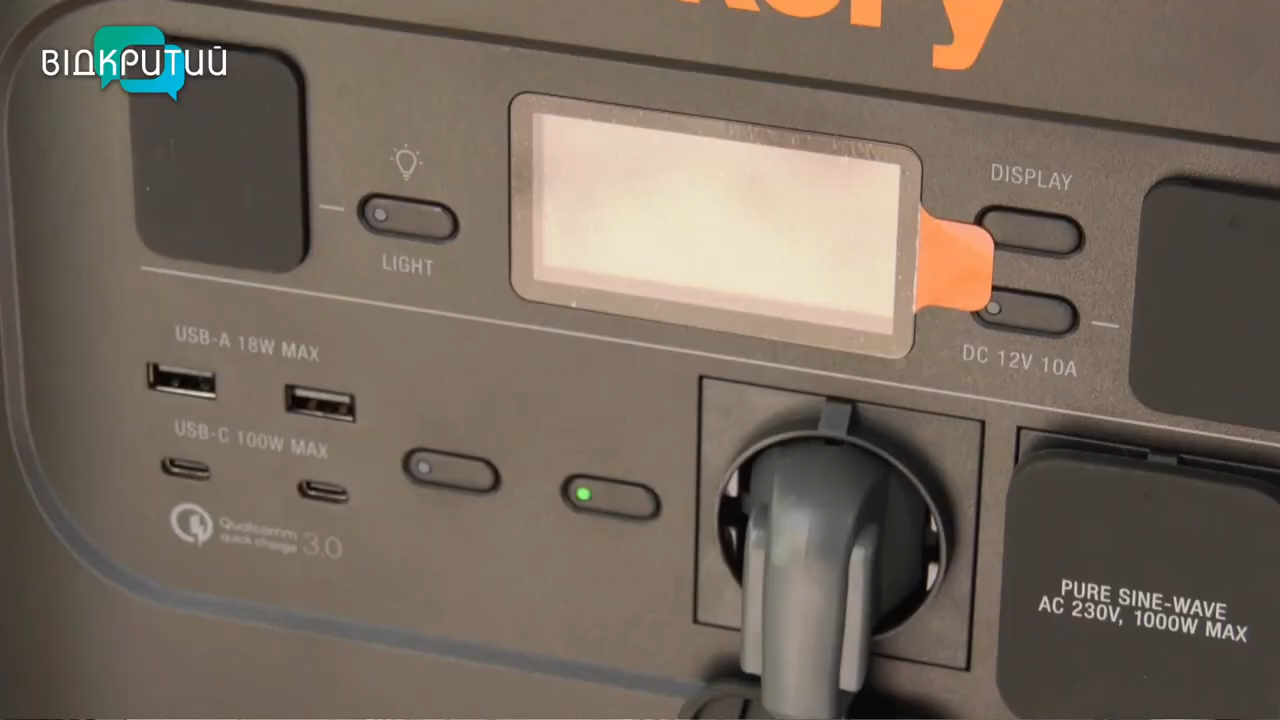 ВІДКРИТИЙ
LIGHT
DISPLAY
DC 12V 10A
USB-A 18W MAX
USB-C 100W MAX
Qualcomm
quick charge 3.0
PURE SINE-WAVE
AC 230V, 1000W MAX